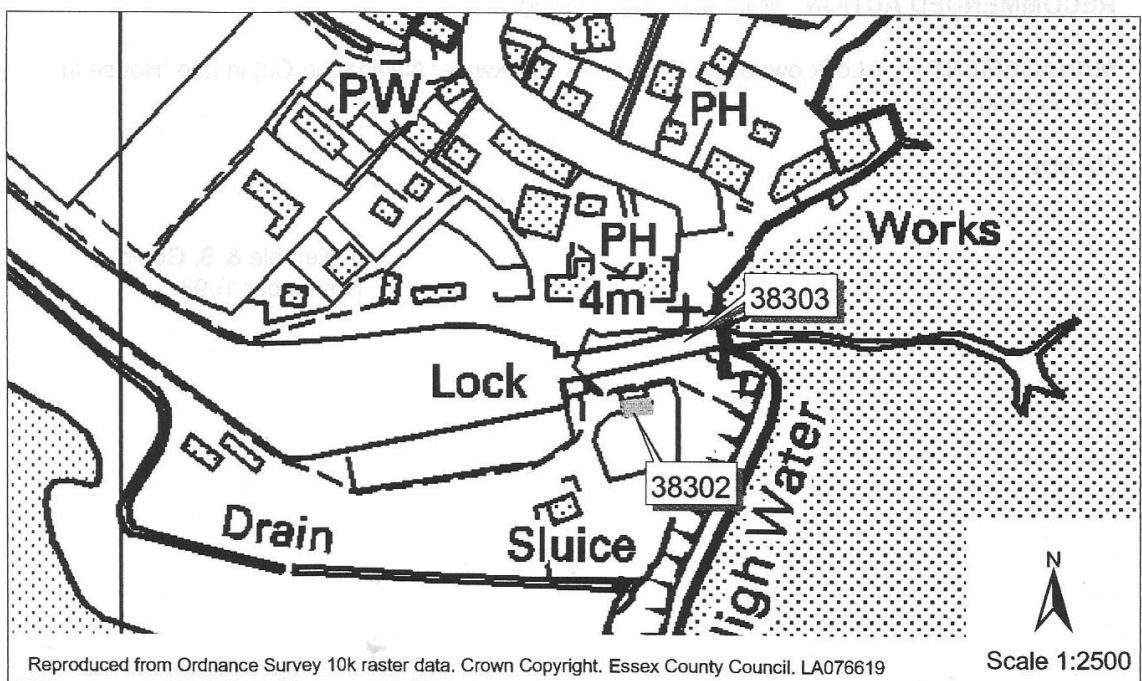 PW
PH
Works
PH
4m
38303
Lock
38302
High Water
Drain
Sluice
N
Reproduced from Ordnance Survey 10k raster data. Crown Copyright. Essex County Council. LA076619
Scale 1:2500